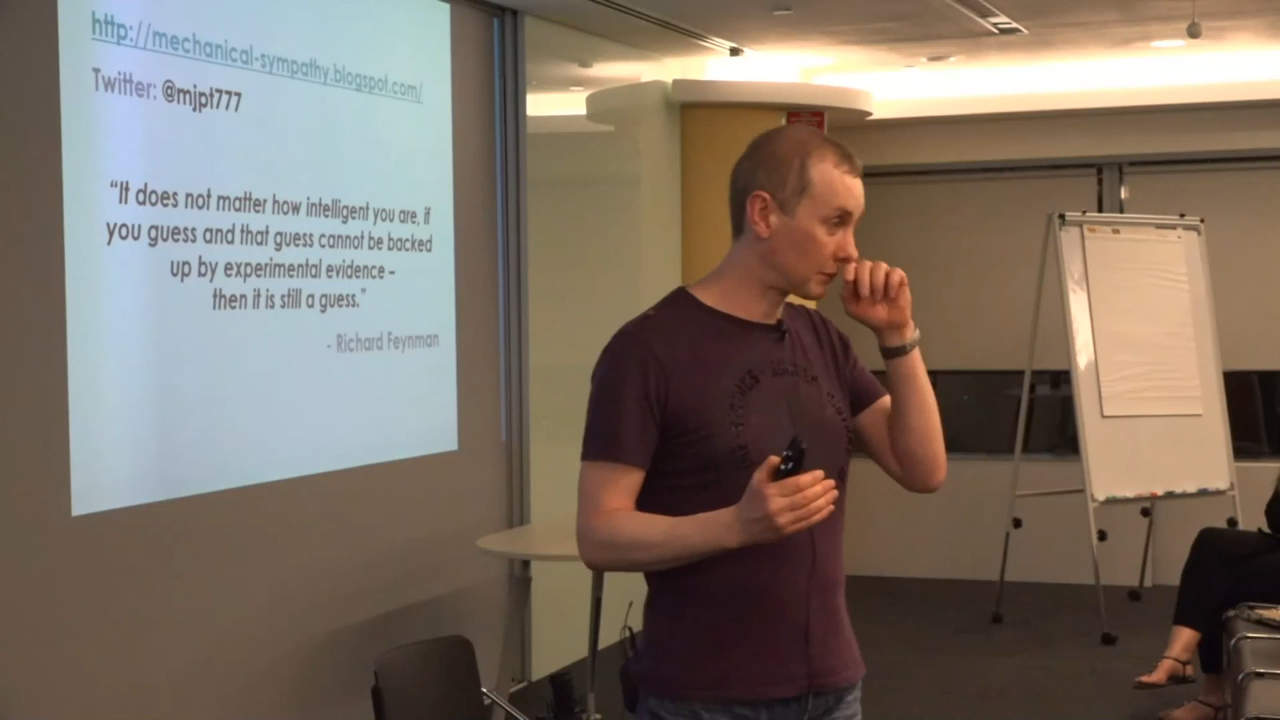 http://mechanical-sympathy.blogspot.com/
Twitter: @mjpt777
“It does not matter how intelligent you are, if
you guess and that guess cannot be backed
up by experimental evidence –
then it is still a guess.”
- Richard Feynman